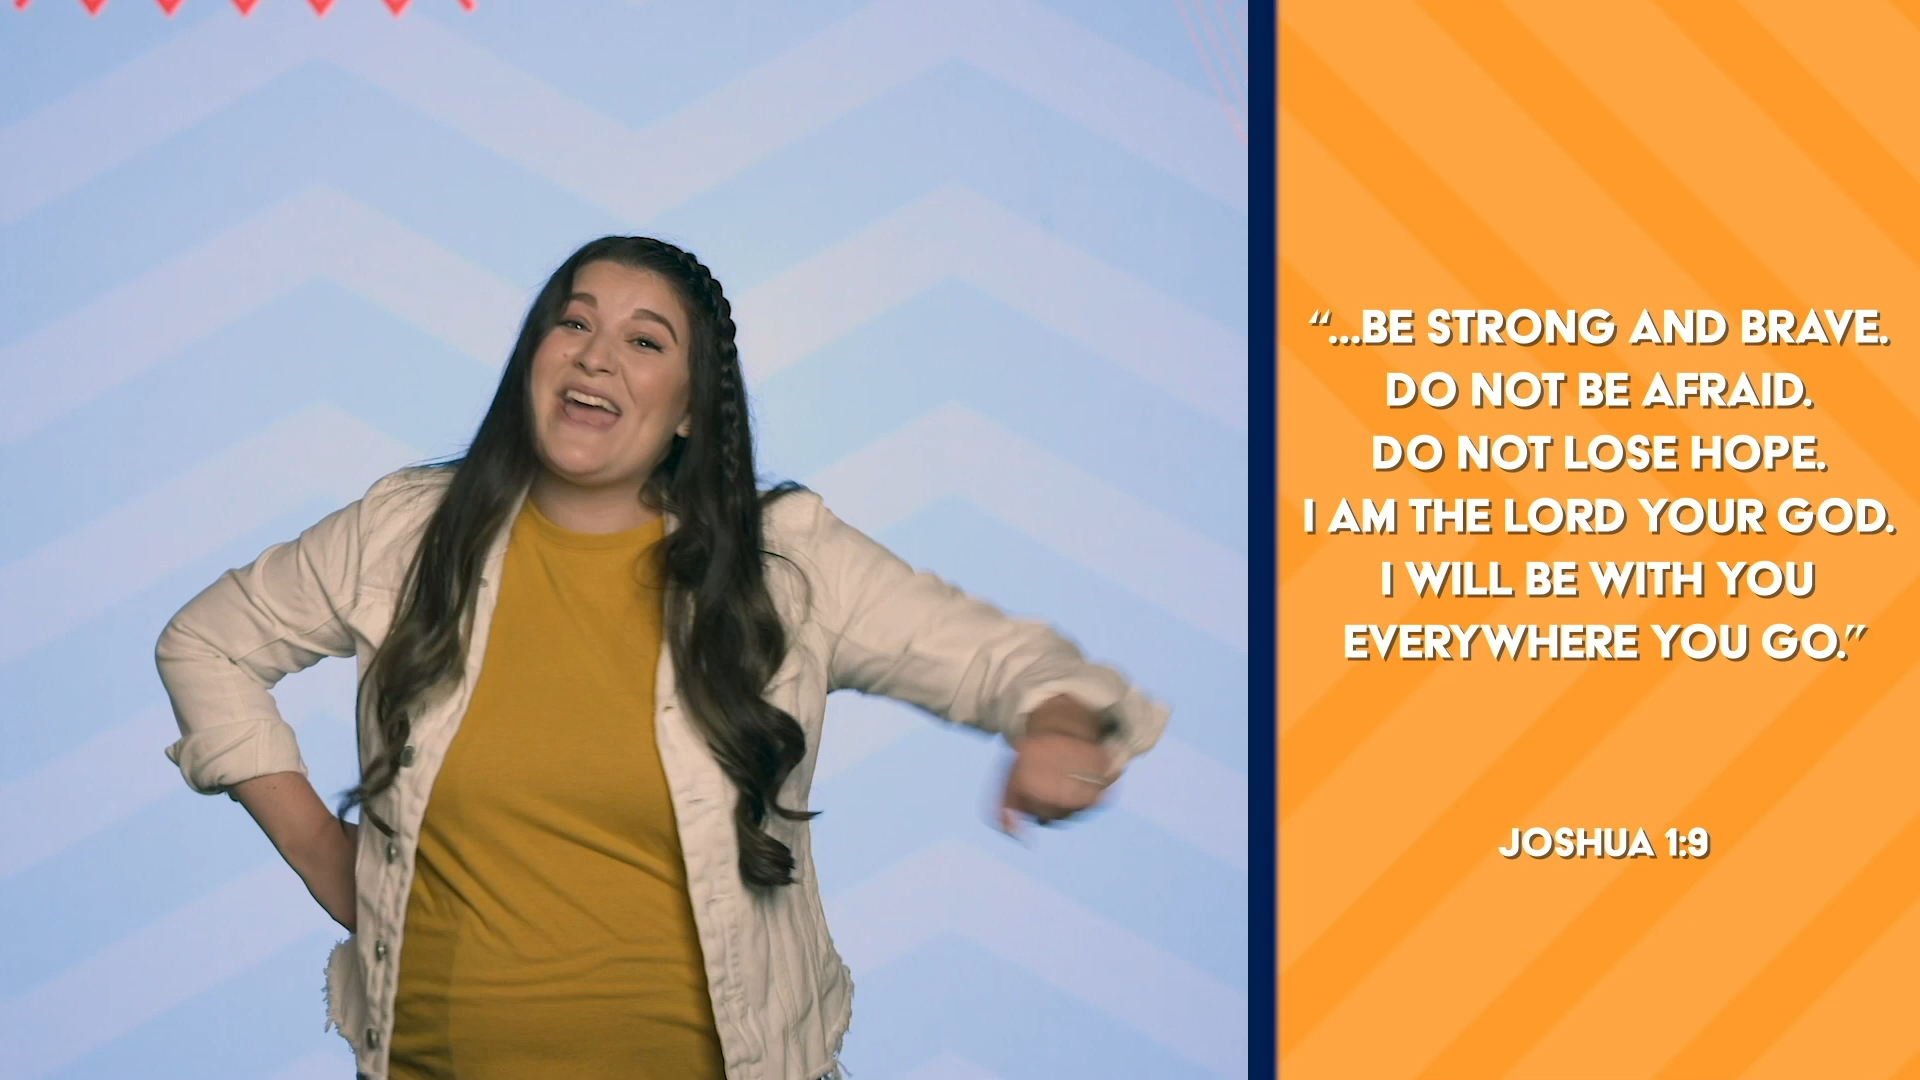 “...BE STRONG AND BRAVE.
DO NOT BE AFRAID.
DO NOT LOSE HOPE.
I AM THE LORD YOUR GOD.
I WILL BE WITH YOU
EVERYWHERE YOU GO.”
JOSHUA 1:9